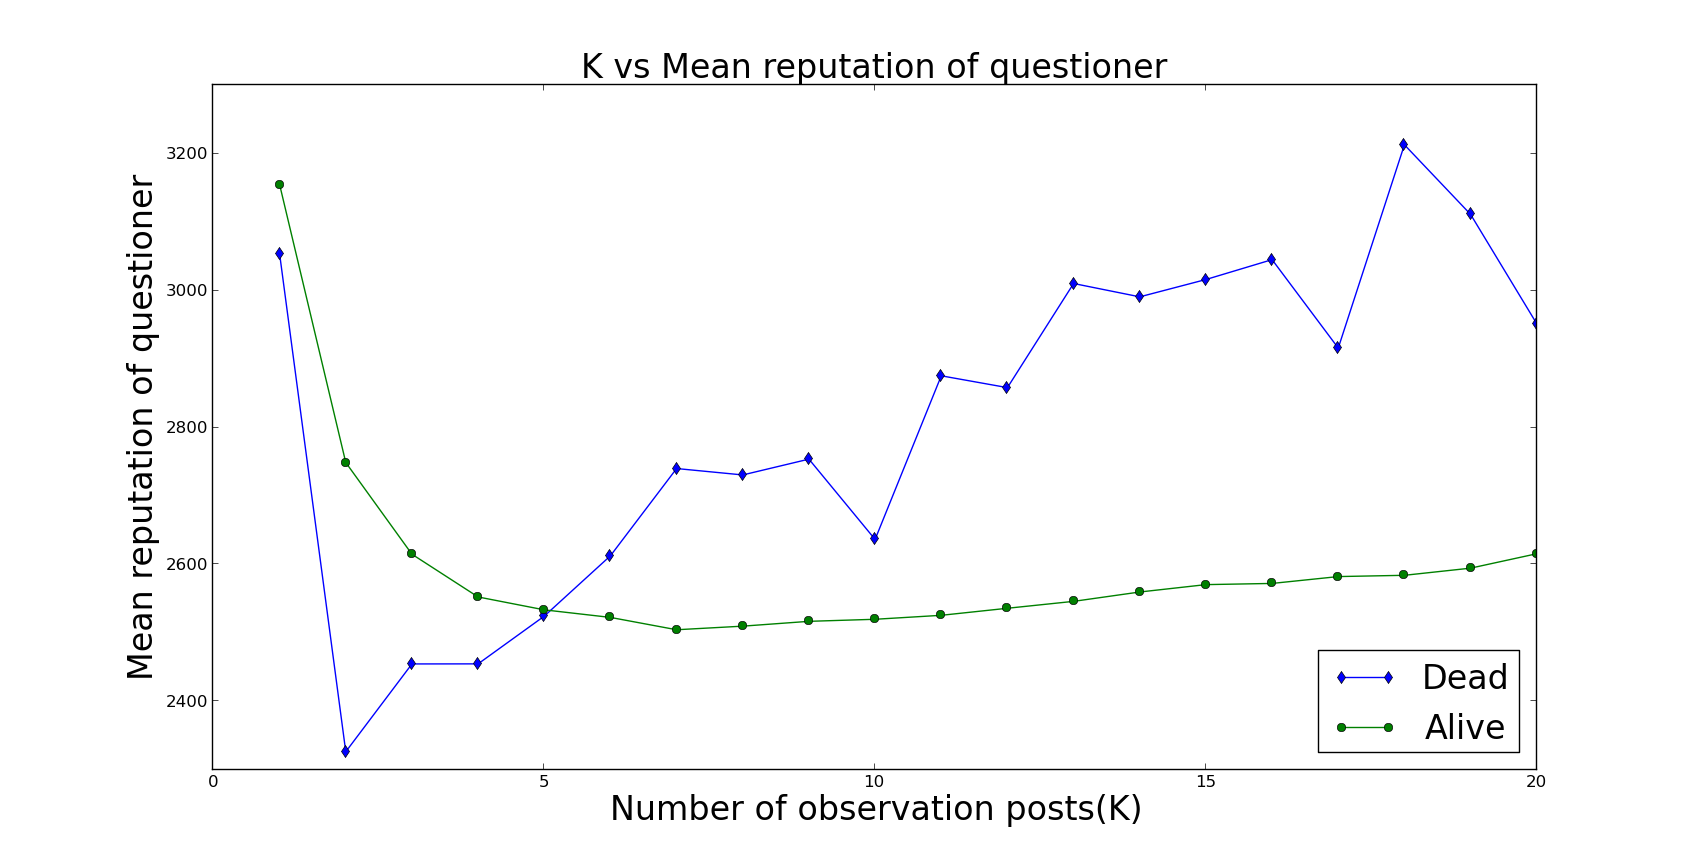 K vs Mean reputation of questioner
Mean reputation of questioner
3200
3000
2800
2600
2400
0
5
10
15
20
Number of observation posts(K)
Dead
Alive